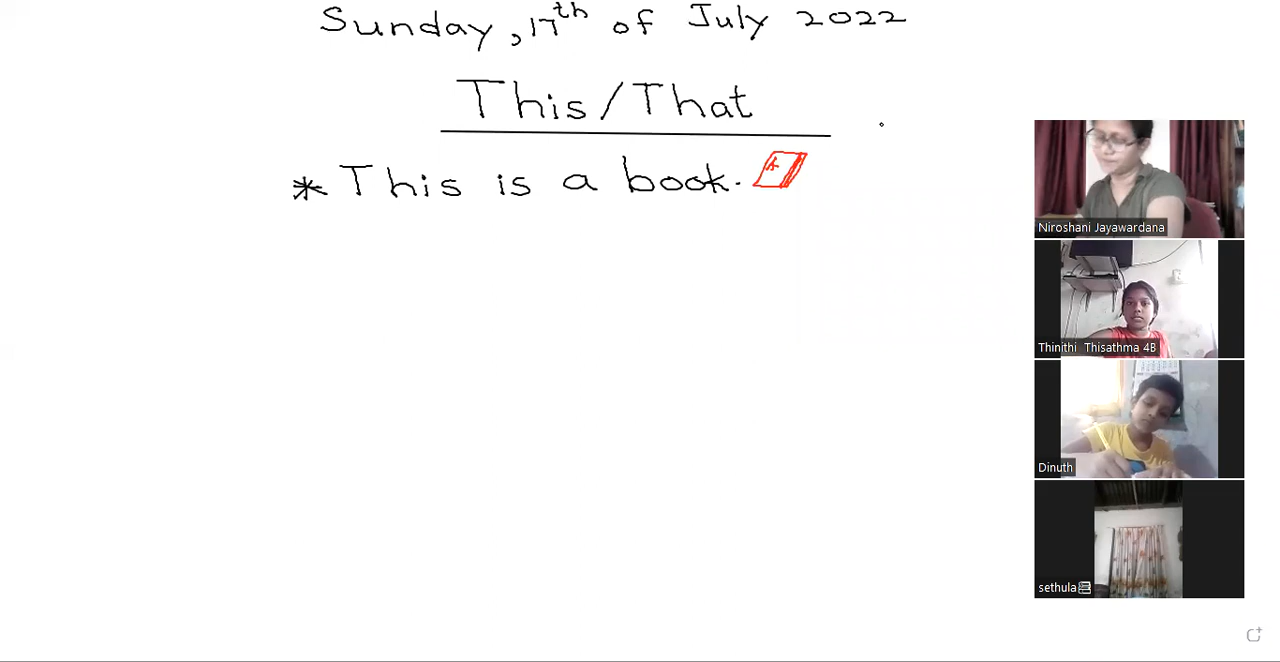 Sunday, 17th of July 2022
This/That
* This is a book.
Niroshani Jayawardana
Thinithi Thisathma 4B
Dinuth
sethula